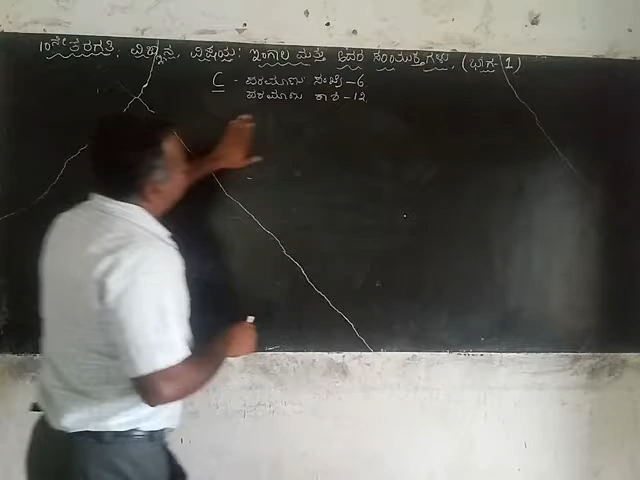 10ನೇ ತರಗತಿ, ವಿಜ್ಞಾನ, ವಿಷಯ: ಇಂಗಾಲ ಮತ್ತು ಅದರ ಸಂಯುಕ್ತಗಳು, (ಭಾಗ-1)
C - ಪರಮಾಣು ಸಂಖ್ಯೆ-6.
ಪರಮಾಣು ರಾಶಿ-12.